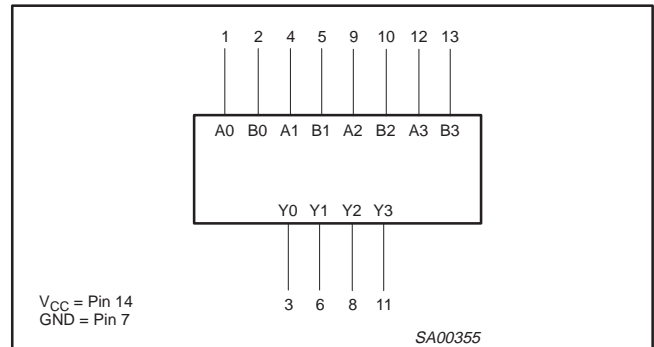 1 2 4 5 9 10 12 13
A0 B0 A1 B1 A2 B2 A3 B3
Y0 Y1 Y2 Y3
3 6 8 11
VCC = Pin 14
GND = Pin 7
SA00355